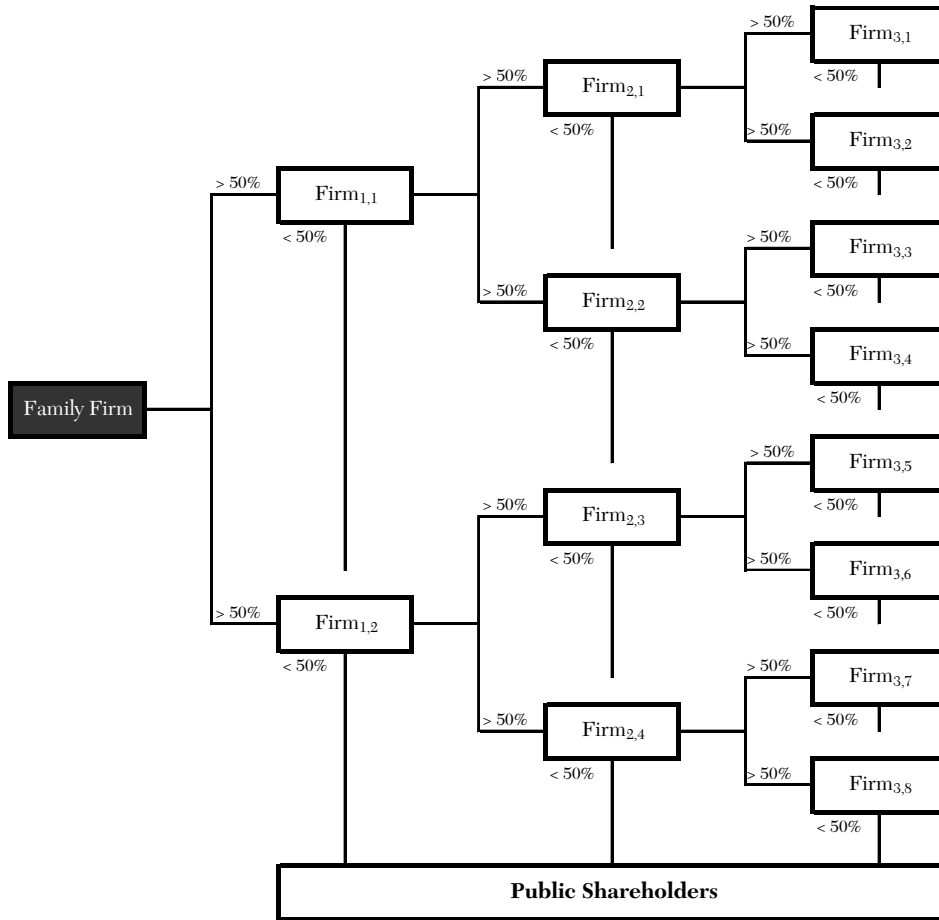 > 50%
Firm3,1
< 50%
> 50%
Firm2,1
< 50%
> 50%
Firm3,2
< 50%
> 50%
Firm1,1
< 50%
> 50%
Firm3,3
< 50%
> 50%
Firm2,2
< 50%
> 50%
Firm3,4
< 50%
Family Firm
> 50%
Firm3,5
< 50%
> 50%
Firm2,3
< 50%
> 50%
Firm3,6
< 50%
> 50%
Firm1,2
< 50%
> 50%
Firm3,7
< 50%
> 50%
Firm2,4
< 50%
> 50%
Firm3,8
< 50%
Public Shareholders